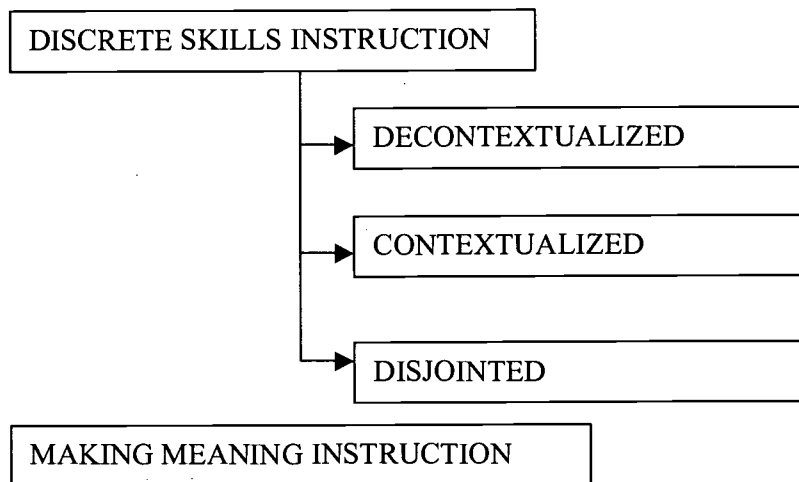 DISCRETE SKILLS INSTRUCTION
DECONTEXTUALIZED
CONTEXTUALIZED
DISJOINTED
MAKING MEANING INSTRUCTION